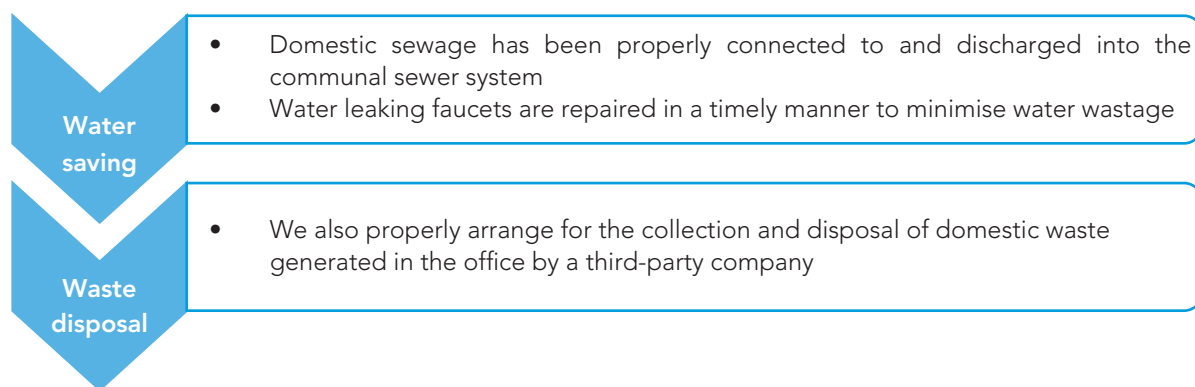 • Domestic sewage has been properly connected to and discharged into the
communal sewer system
• Water leaking faucets are repaired in a timely manner to minimise water wastage
Water
saving
• We also properly arrange for the collection and disposal of domestic waste
generated in the office by a third-party company
Waste
disposal